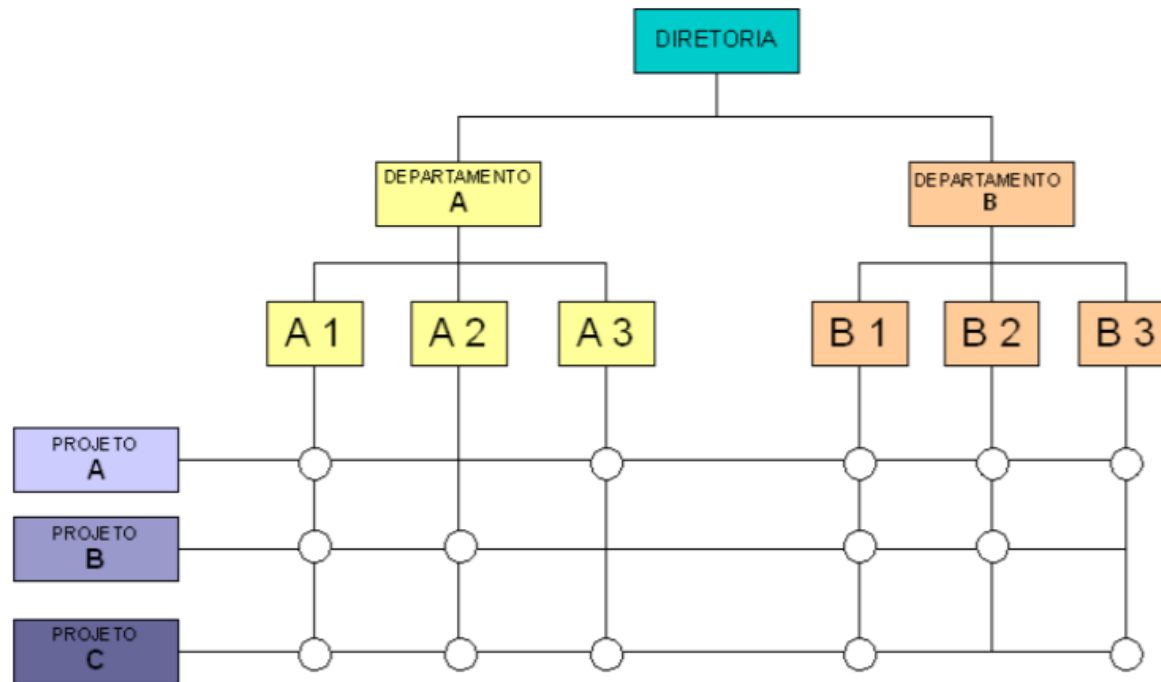 DIRETORIA
DEPARTAMENTO
A
DEPARTAMENTO
B
A 1
A 2
A 3
B 1
B 2
B 3
PROJETO
A
PROJETO
B
PROJETO
C